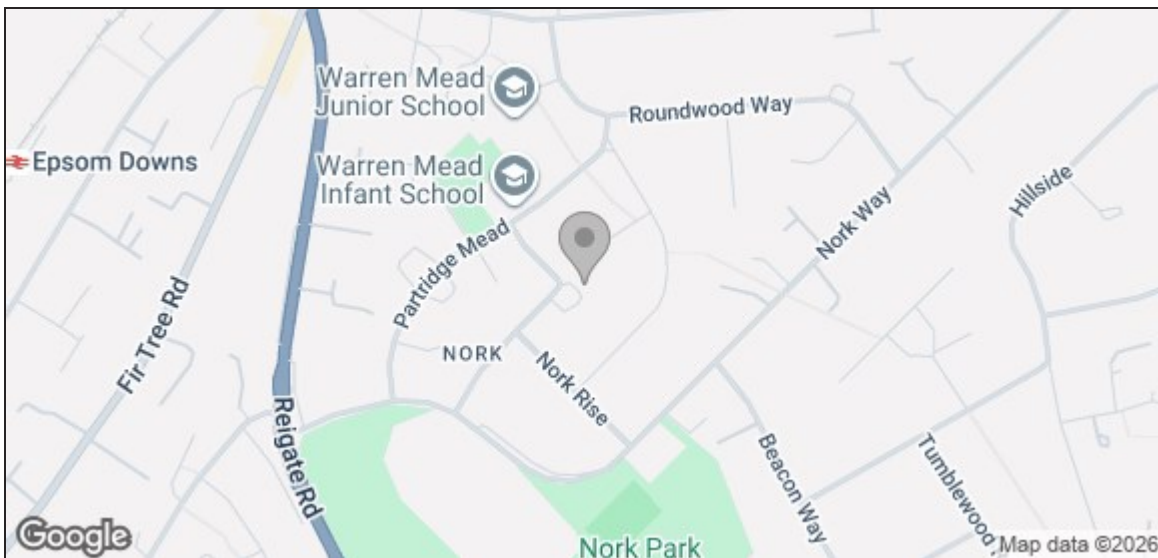 Warren Mead
Junior School
Roundwood Way
Epsom Downs
Warren Mead
Infant School
Hillside
Nork Way
Partridge Mead
Fir Tree Rd
NORK
Nork Rise
Reigate Rd
Beacon Way
Tumblewood
Nork Park
Google
Map data ©2026